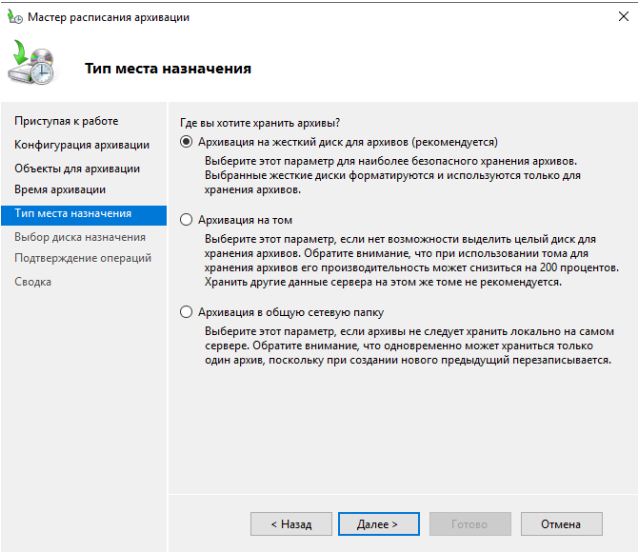 Мастер расписания архивации
Тип места назначения
Приступая к работе
Конфигурация архивации
Объекты для архивации
Время архивации
Тип места назначения
Выбор диска назначения
Подтверждение операций
Сводка
Где вы хотите хранить архивы?
Архивация на жесткий диск для архивов (рекомендуется)
Выберите этот параметр для наиболее безопасного хранения архивов.
Выбранные жесткие диски форматируются и используются только для
хранения архивов.
Архивация на том
Выберите этот параметр, если нет возможности выделить целый диск для
хранения архивов. Обратите внимание, что при использовании тома для
хранения архивов его производительность может снизиться на 200 процентов.
Хранить другие данные сервера на этом же томе не рекомендуется.
Архивация в общую сетевую папку
Выберите этот параметр, если архивы не следует хранить локально на самом
сервере. Обратите внимание, что одновременно может храниться только
один архив, поскольку при создании нового предыдущий перезаписывается.
< Назад
Далее >
Готово
Отмена